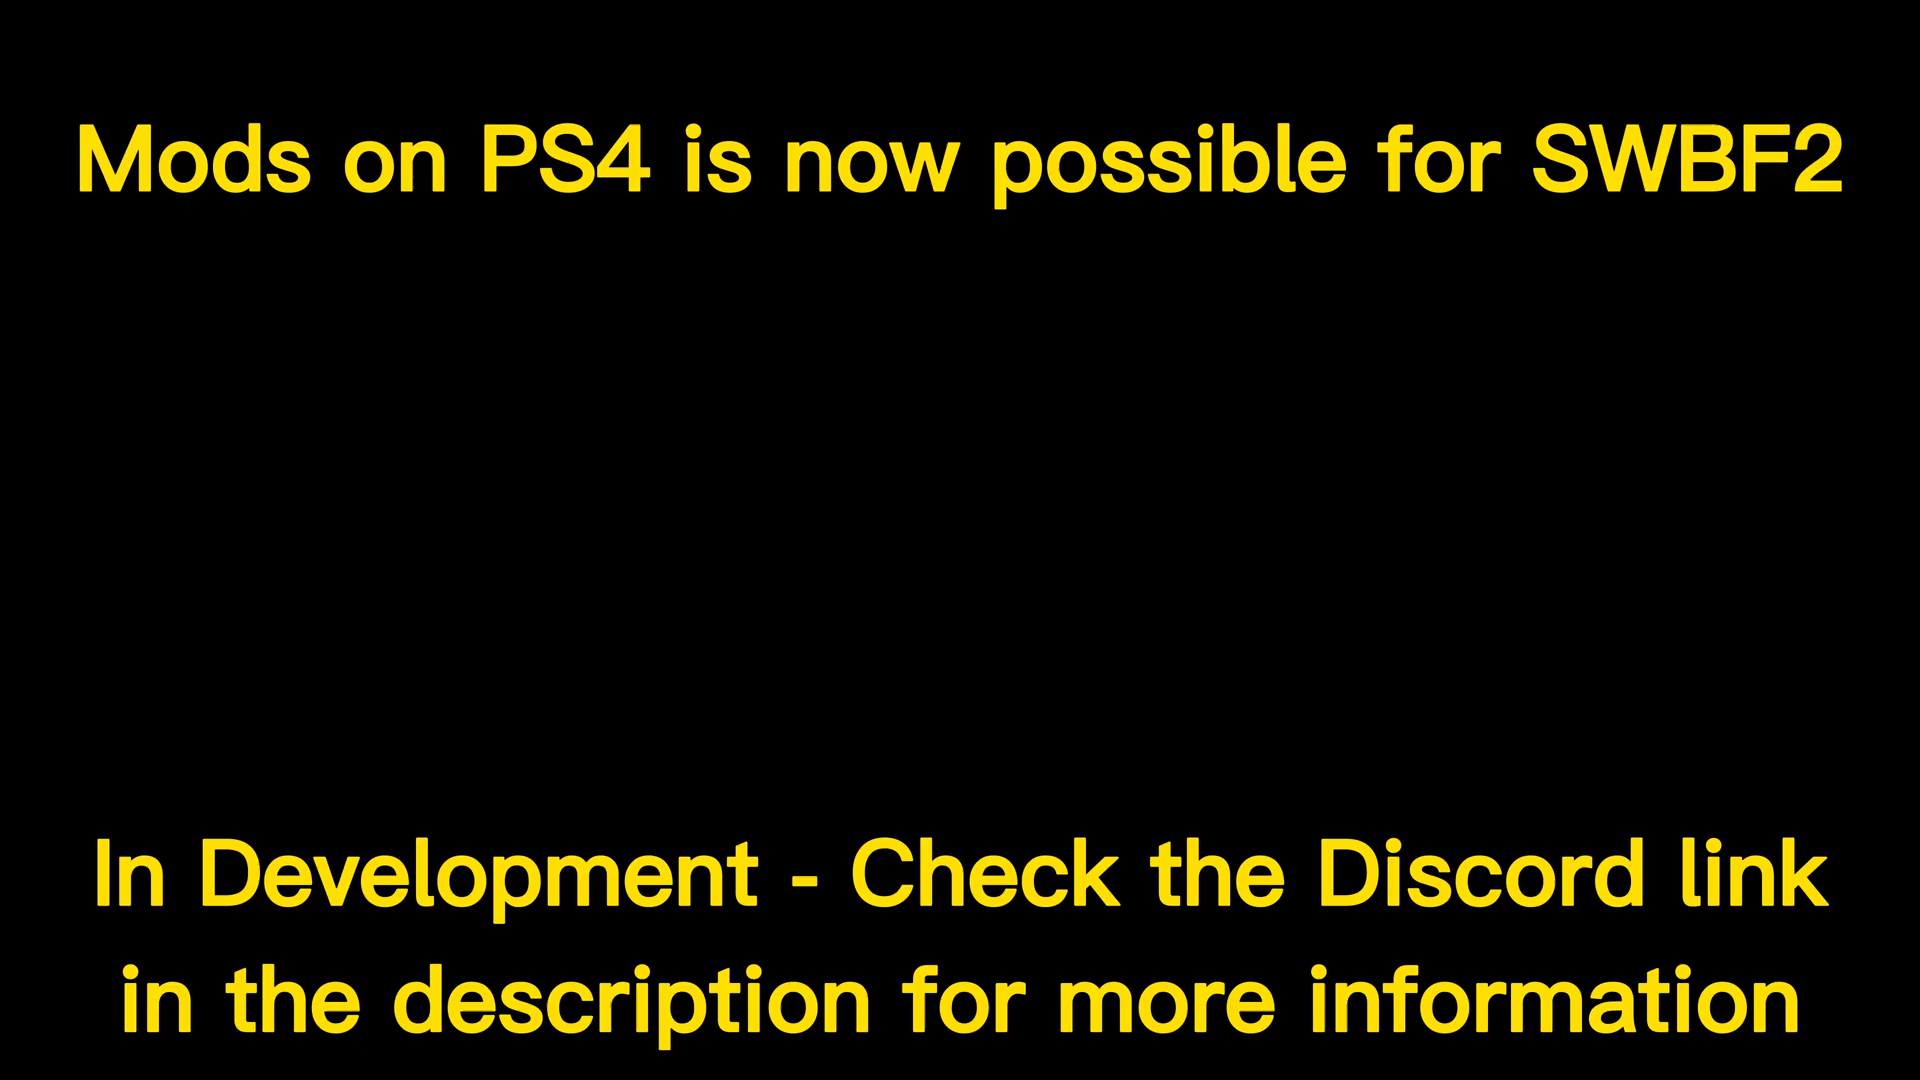 Mods on PS4 is now possible for SWBF2
In Development - Check the Discord link
in the description for more information